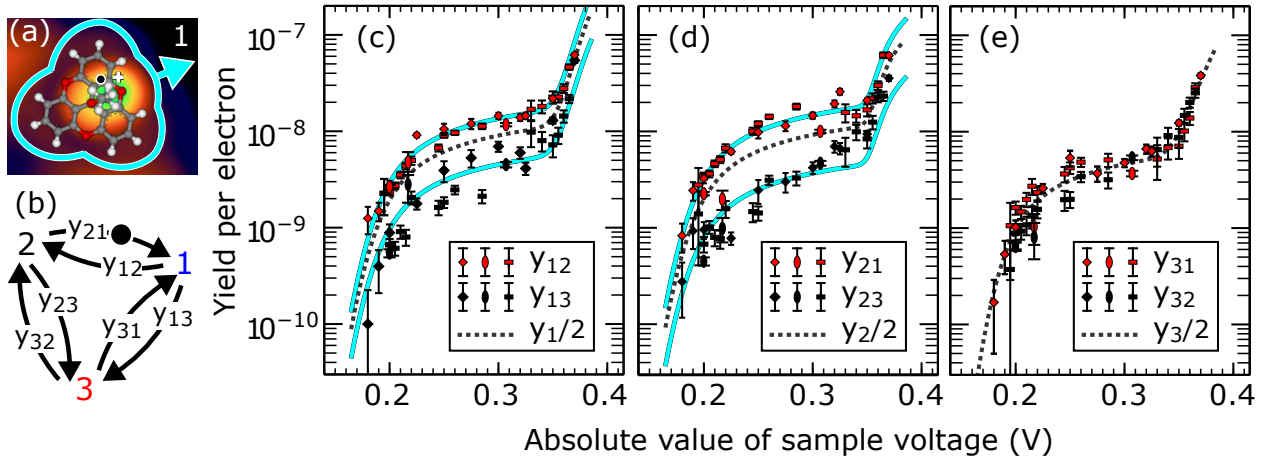 (a)
1
(b)
2
y21
y12
1
y23
y32
y31
y13
3
Yield per electron
10⁻⁷
10⁻⁸
10⁻⁹
10⁻¹⁰
(c)
y12
y13
y1/2
0.2
0.3
0.4
(d)
y21
y23
y2/2
0.2
0.3
0.4
(e)
y31
y32
y3/2
0.2
0.3
0.4
Absolute value of sample voltage (V)